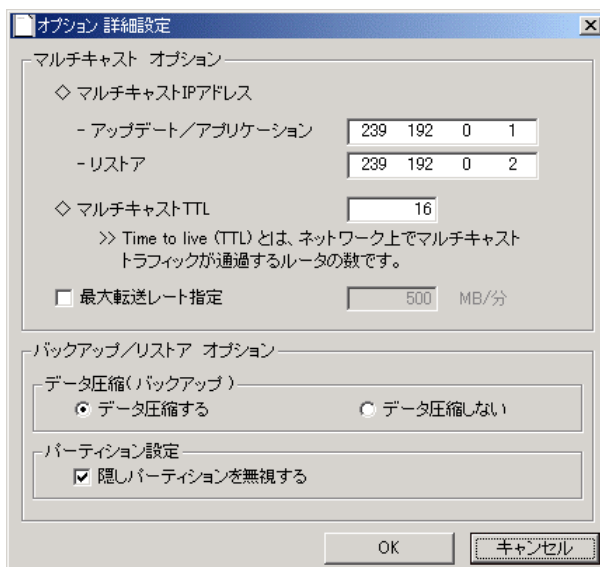 オプション 詳細設定
マルチキャスト オプション
◇ マルチキャストIPアドレス
- アップデート／アプリケーション 239 192 0 1
- リストア 239 192 0 2
◇ マルチキャストTTL 16
>> Time to live (TTL) とは、ネットワーク上でマルチキャスト
トラフィックが通過するルータの数です。
最大転送レート指定 500 MB/分
バックアップ／リストア オプション
データ圧縮(バックアップ)
データ圧縮する データ圧縮しない
パーティション設定
隠しパーティションを無視する
OK キャンセル